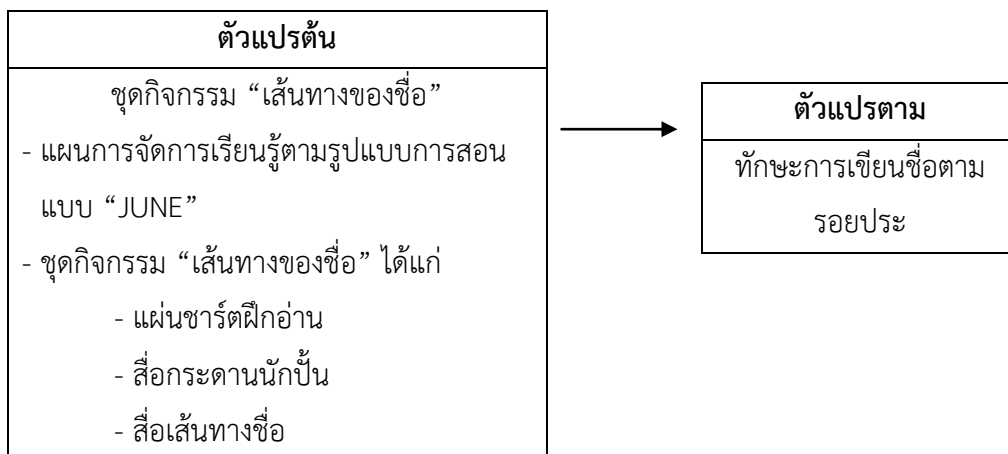 ตัวแปรต้น
ชุดกิจกรรม “เส้นทางของชื่อ”
- แผนการจัดการเรียนรู้ตามรูปแบบการสอน
แบบ “JUNE”
- ชุดกิจกรรม “เส้นทางของชื่อ” ได้แก่
- แผ่นชาร์ตฝึกอ่าน
- สื่อกระดานนักปั้น
- สื่อเส้นทางชื่อ
ตัวแปรตาม
ทักษะการเขียนชื่อตาม
รอยประ